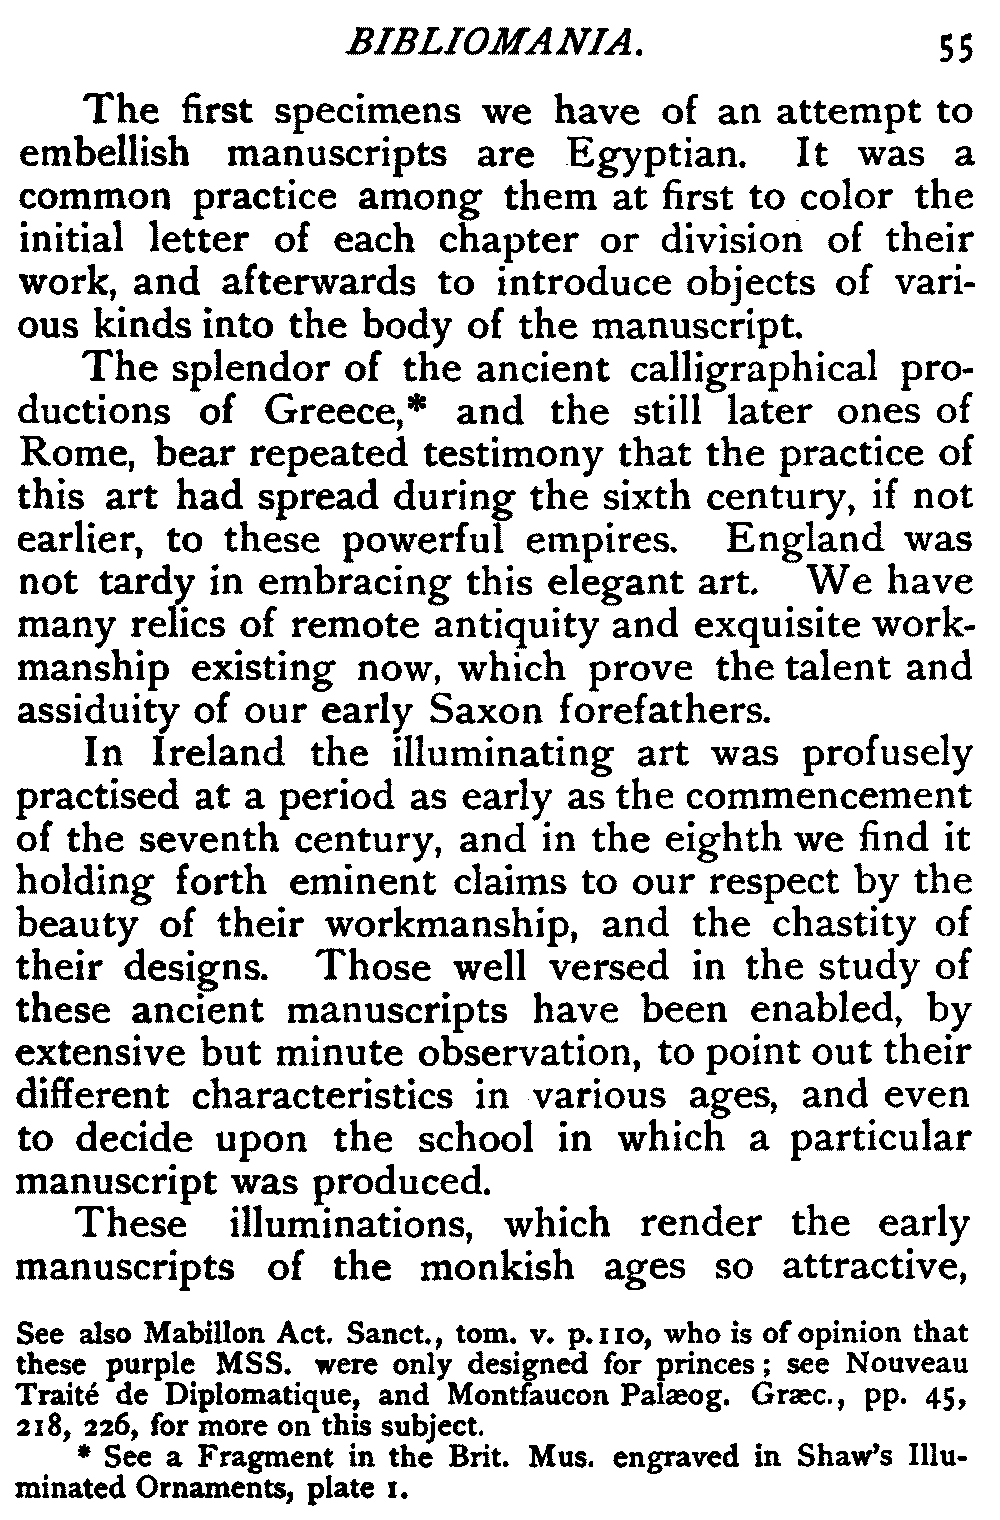 BIBLIOMANIA. 55
The first specimens we have of an attempt to
embellish manuscripts are Egyptian. It was a
common practice among them at first to color the
initial letter of each chapter or division of their
work, and afterwards to introduce objects of vari-
ous kinds into the body of the manuscript.
The splendor of the ancient calligraphical pro-
ductions of Greece,* and the still later ones of
Rome, bear repeated testimony that the practice of
this art had spread during the sixth century, if not
earlier, to these powerful empires. England was
not tardy in embracing this elegant art. We have
many relics of remote antiquity and exquisite work-
manship existing now, which prove the talent and
assiduity of our early Saxon forefathers.
In Ireland the illuminating art was profusely
practised at a period as early as the commencement
of the seventh century, and in the eighth we find it
holding forth eminent claims to our respect by the
beauty of their workmanship, and the chastity of
their designs. Those well versed in the study of
these ancient manuscripts have been enabled, by
extensive but minute observation, to point out their
different characteristics in various ages, and even
to decide upon the school in which a particular
manuscript was produced.
These illuminations, which render the early
manuscripts of the monkish ages so attractive,
See also Mabillon Act. Sanct., tom. v. p. 110, who is of opinion that
these purple MSS. were only designed for princes; see Nouveau
Traité de Diplomatique, and Montfaucon Palæog. Græc., pp. 45,
218, 226, for more on this subject.
* See a Fragment in the Brit. Mus. engraved in Shaw's Illu-
minated Ornaments, plate 1.